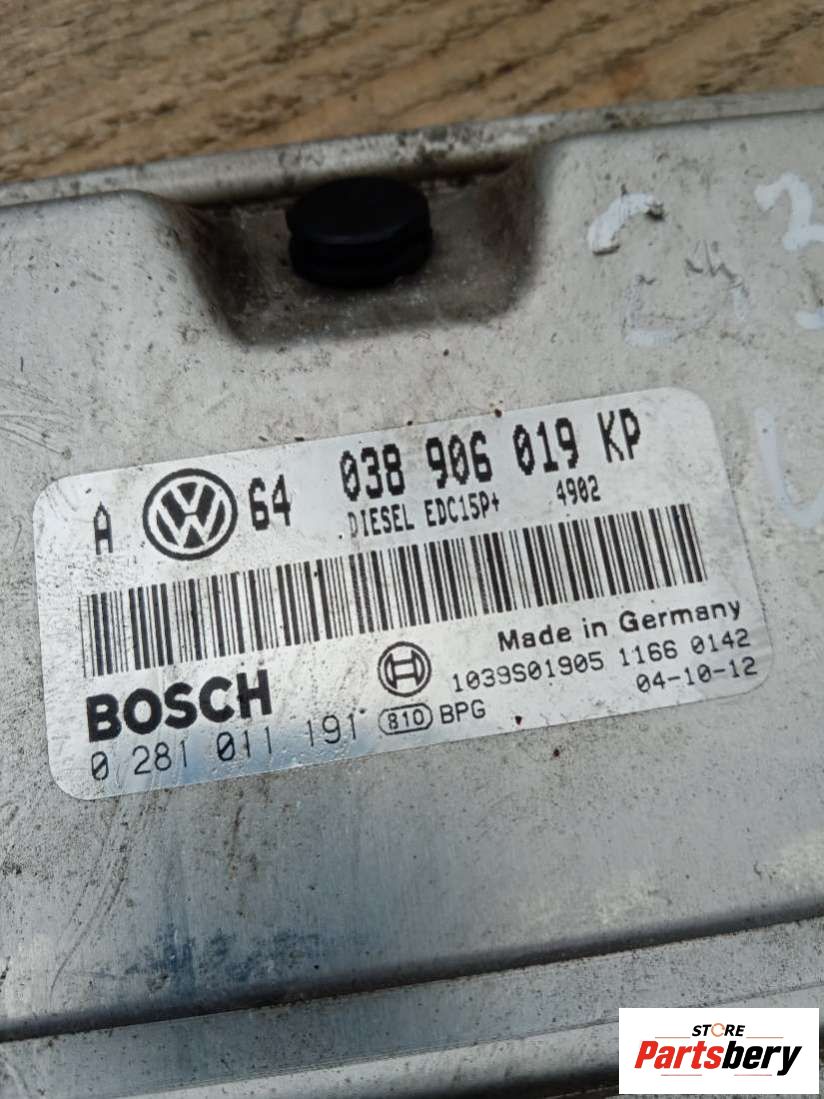 A VW 64 038 906 019 KP
DIESEL EDC15P+ 4902
Made in Germany
BOSCH
1039S01905 1166 0142
0 281 011 191 810 BPG
04-10-12
STORE
Partsbery